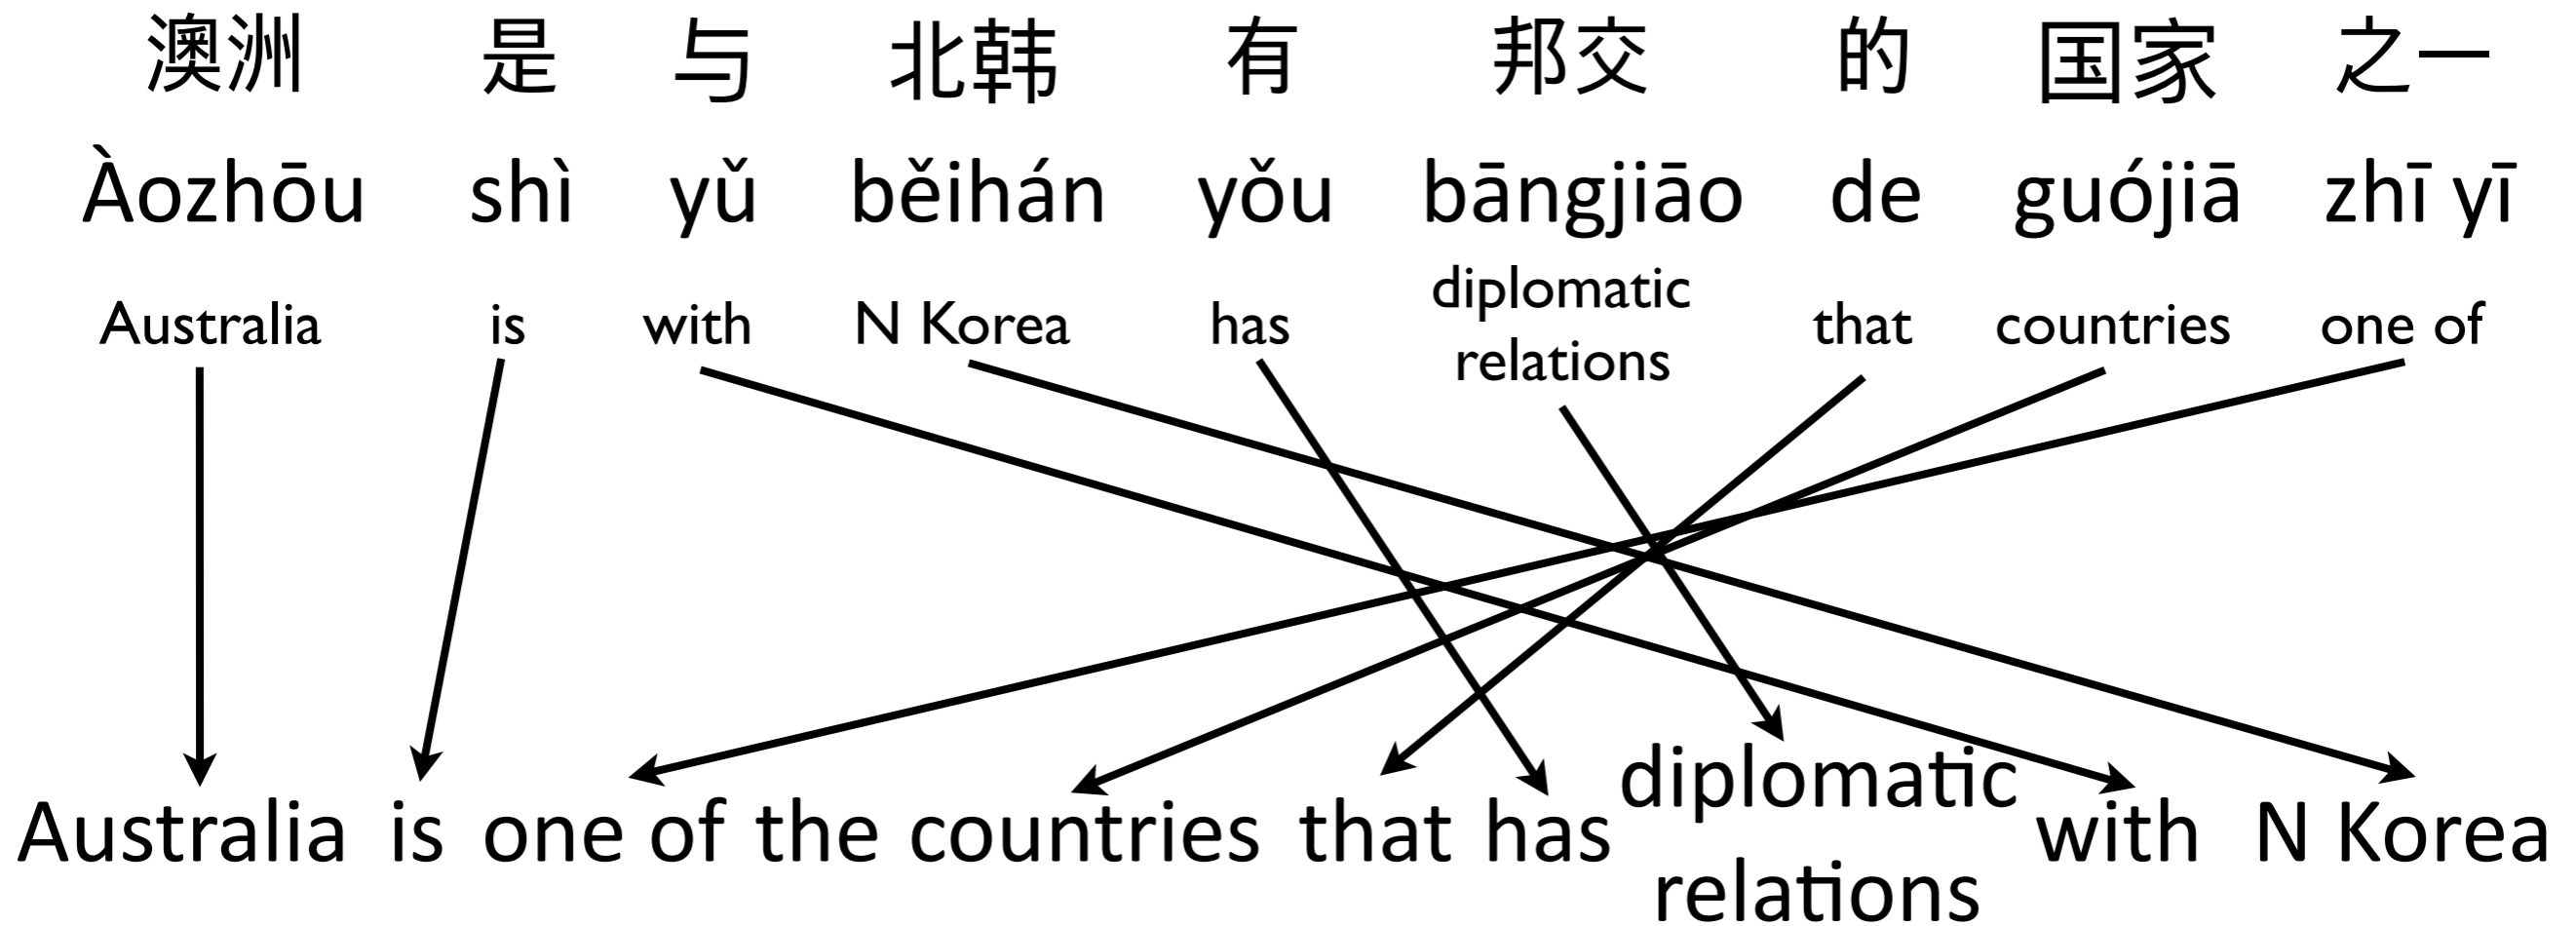 澳洲 是 与 北韩 有 邦交 的 国家 之一
Àozhōu shì yǔ běihán yǒu bāngjiāo de guójiā zhī yī
Australia is with N Korea has diplomatic relations that countries one of
Australia is one of the countries that has diplomatic relations with N Korea